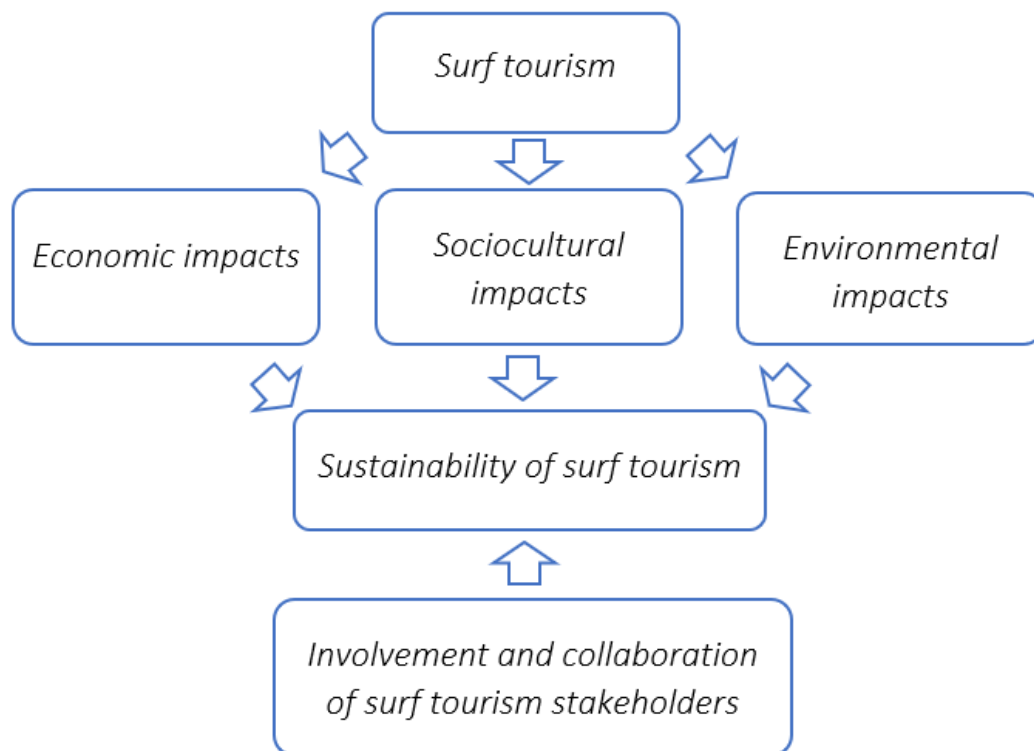 Surf tourism
Economic impacts
Sociocultural
impacts
Environmental
impacts
Sustainability of surf tourism
Involvement and collaboration
of surf tourism stakeholders